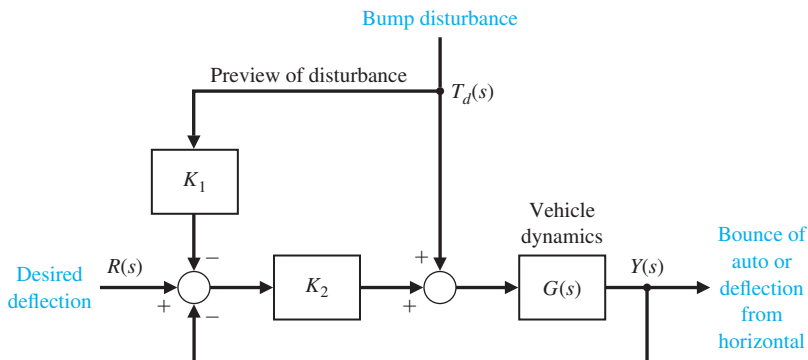 Bump disturbance
Preview of disturbance
T_d(s)
K_1
Vehicle
dynamics
Bounce of
auto or
deflection
from
horizontal
Desired
deflection
R(s)
+
−
−
K_2
+
+
G(s)
Y(s)